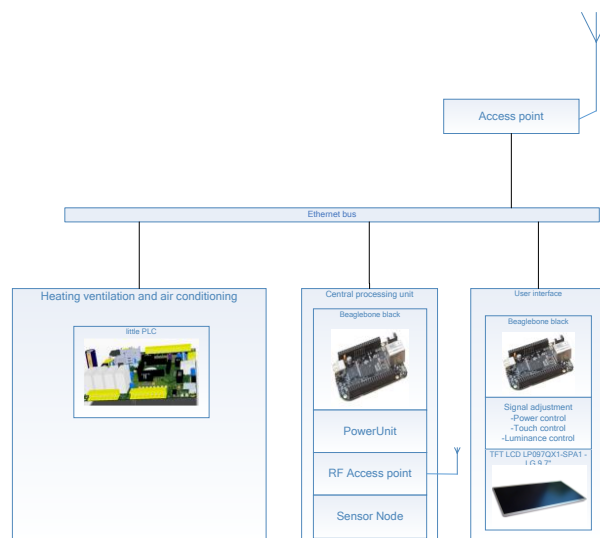 Access point
Ethernet bus
Heating ventilation and air conditioning
little PLC
Central processing unit
Beaglebone black
PowerUnit
RF Access point
Sensor Node
User interface
Beaglebone black
Signal adjustment
-Power control
-Touch control
-Luminance control
TFT LCD LP097QX1-SPA1 -
LG 9.7"